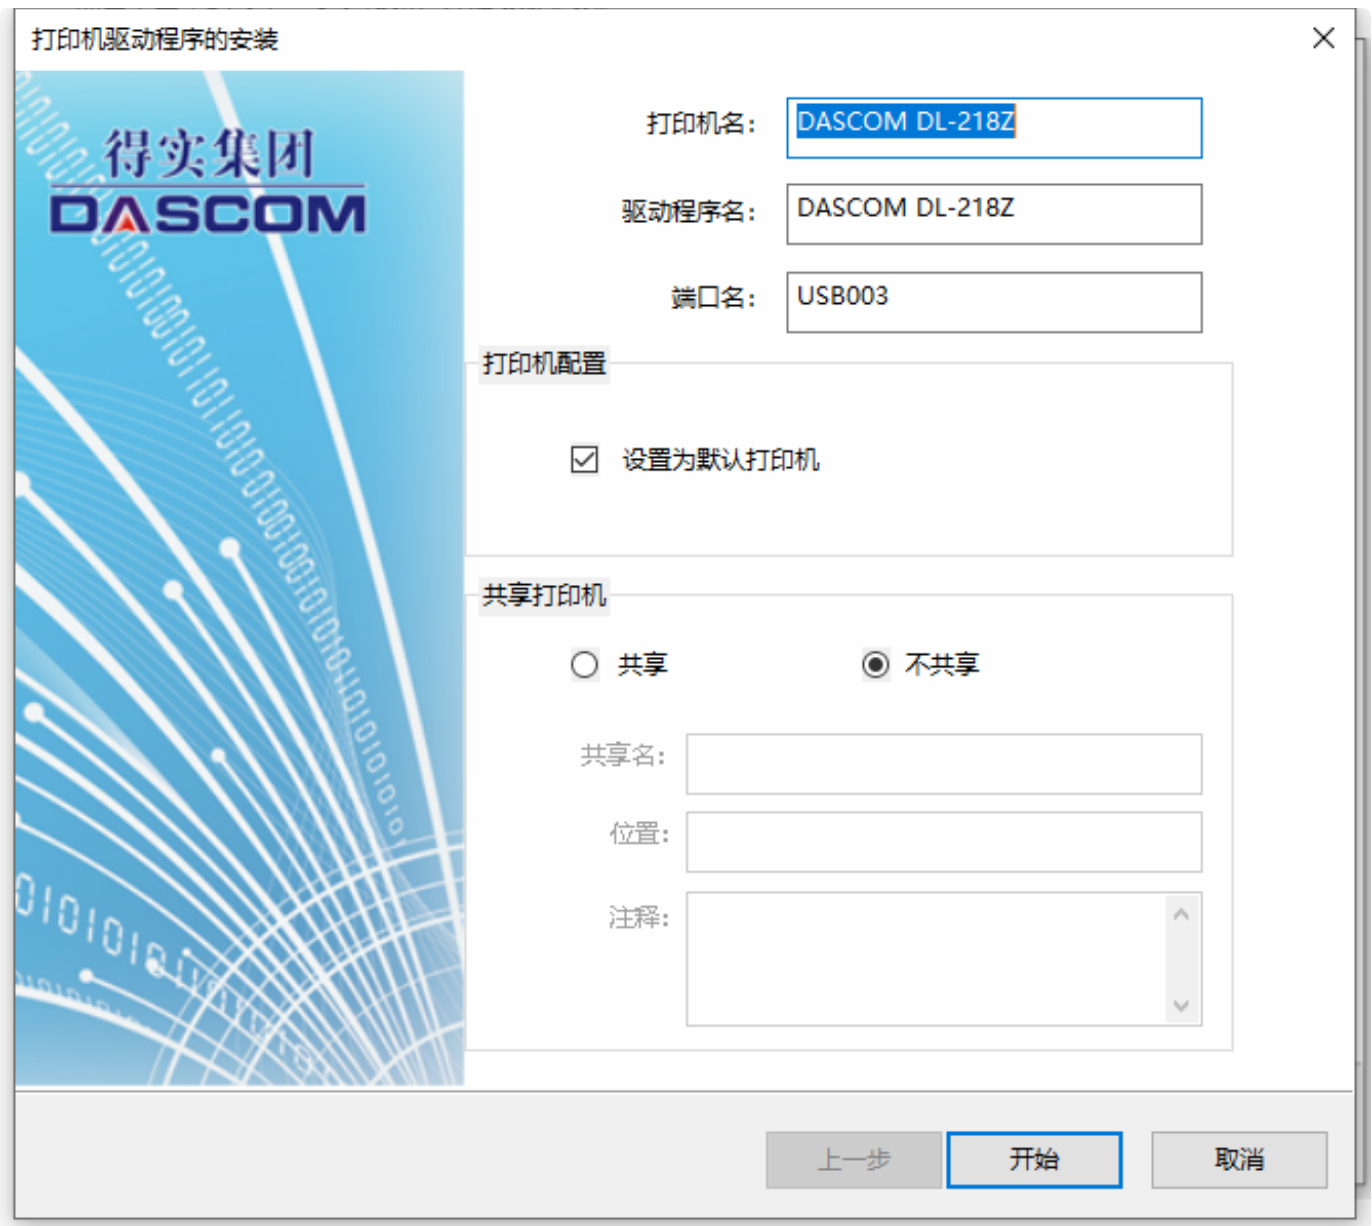 打印机驱动程序的安装
得实集团
DASCOM
打印机名：
DASCOM DL-218Z
驱动程序名：
DASCOM DL-218Z
端口名：
USB003
打印机配置
设置为默认打印机
共享打印机
共享
不共享
共享名：
位置：
注释：
上一步
开始
取消